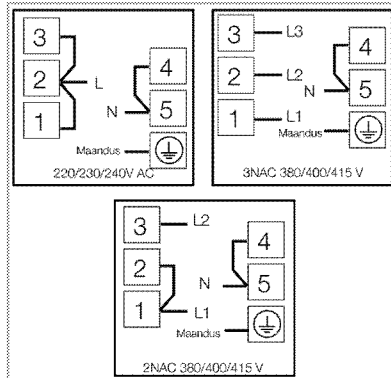 3
2 L
1
4
N 5
Maandus
220/230/240V AC
3 L3
2 L2
1 L1
4
N 5
Maandus
3NAC 380/400/415 V
3 L2
2
1 L1
4
N 5
Maandus
2NAC 380/400/415 V